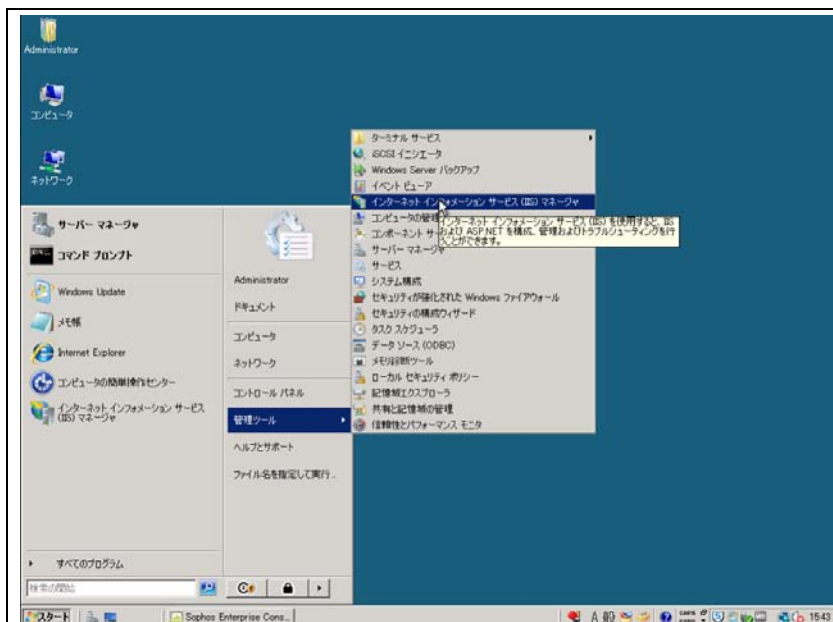 Administrator
コンピュータ
ネットワーク
サーバー マネージャ
コマンド プロンプト
Windows Update
メモ帳
Internet Explorer
コンピュータの簡単操作センター
インターネット インフォメーション サービス
(IIS) マネージャ
すべてのプログラム
検索の開始
Administrator
ドキュメント
コンピュータ
ネットワーク
コントロール パネル
管理ツール
ヘルプとサポート
ファイル名を指定して実行...
ターミナル サービス
iSCSI イニシエータ
Windows Server バックアップ
イベント ビューア
インターネット インフォメーション サービス (IIS) マネージャ
コンピュータの管理
インターネット インフォメーション サービス (IIS) を使用すると、IIS
および ASP.NET を構成、管理およびトラブルシューティングを行
うことができます。
コンポーネント サ
サーバー マネージャ
サービス
システム構成
セキュリティが強化された Windows ファイアウォール
セキュリティの構成ウィザード
タスク スケジューラ
データ ソース (ODBC)
メモリ診断ツール
ローカル セキュリティ ポリシー
記憶域エクスプローラ
共有と記憶域の管理
信頼性とパフォーマンス モニタ
スタート
Sophos Enterprise Cons...
A 般
CAPS
KANA
15:43